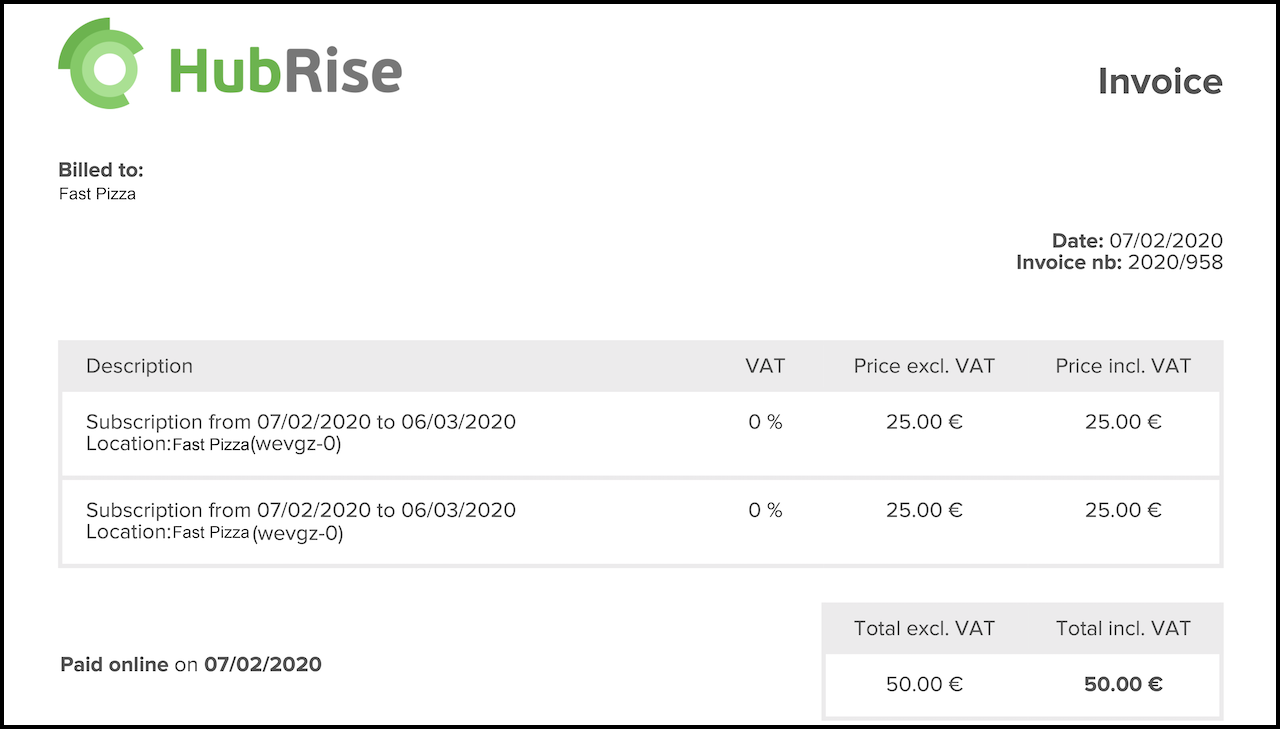 HubRise
Invoice
Billed to:
Fast Pizza
Date: 07/02/2020
Invoice nb: 2020/958
Description VAT Price excl. VAT Price incl. VAT
Subscription from 07/02/2020 to 06/03/2020 0 % 25.00 € 25.00 €
Location:Fast Pizza(wevgz-0)
Subscription from 07/02/2020 to 06/03/2020 0 % 25.00 € 25.00 €
Location:Fast Pizza (wevgz-0)
Total excl. VAT Total incl. VAT
Paid online on 07/02/2020
50.00 € 50.00 €